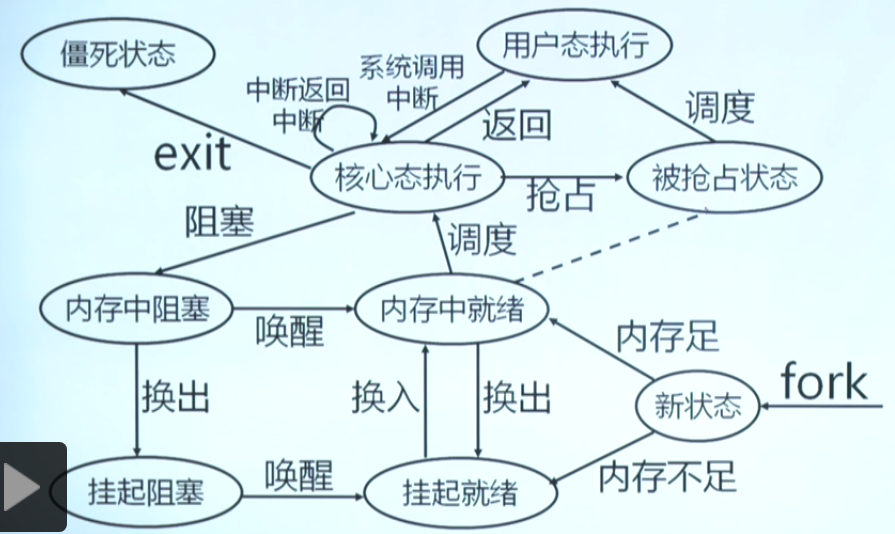 僵死状态
用户态执行
系统调用
中断
中断返回
中断
返回
调度
exit
核心态执行
抢占
被抢占状态
阻塞
调度
内存中阻塞
唤醒
内存中就绪
内存足
换出
换入
换出
新状态
fork
挂起阻塞
唤醒
挂起就绪
内存不足